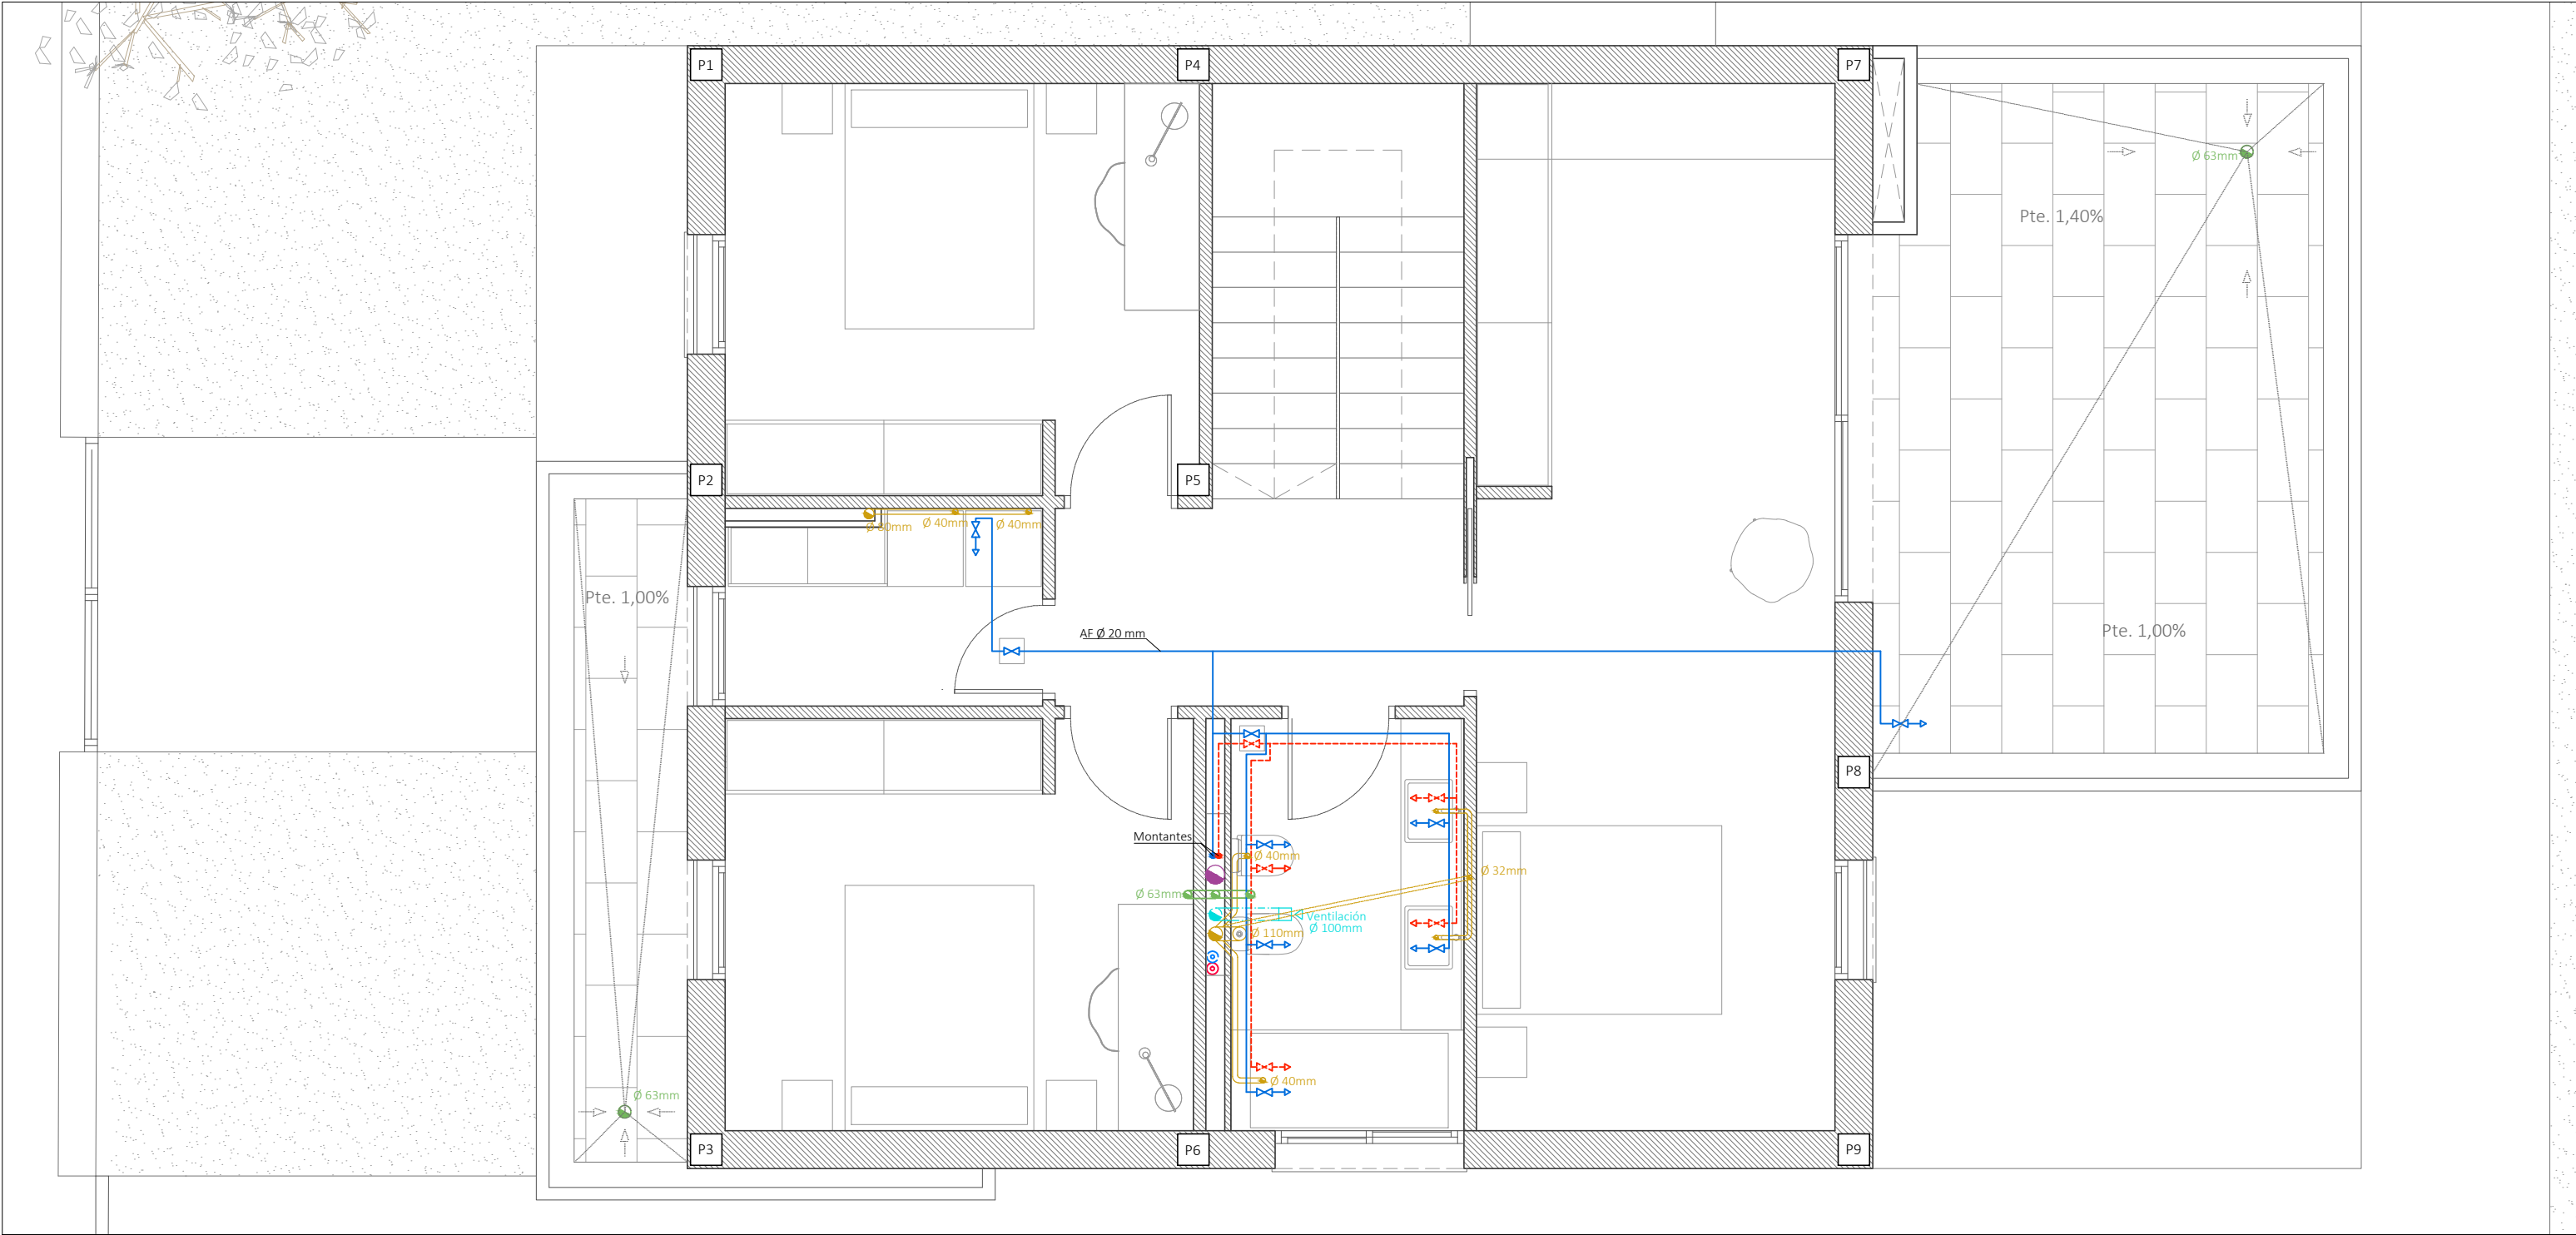 P1
P4
P7
Ø 63mm
Pte. 1,40%
P2
P5
Ø 40mm
Ø 40mm
Pte. 1,00%
AF Ø 20 mm
Pte. 1,00%
P8
Montantes
Ø 40mm
Ø 32mm
Ø 63mm
Ventilación
Ø 100mm
Ø 110mm
Ø 40mm
Ø 63mm
P3
P6
P9